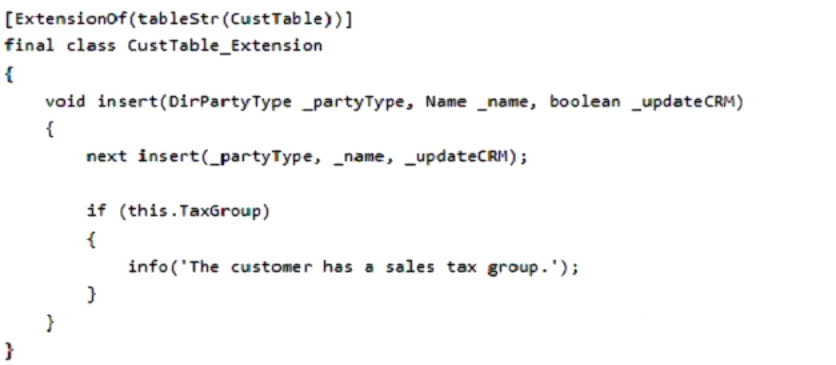 [ExtensionOf(tableStr(CustTable))]
final class CustTable_Extension
{
    void insert(DirPartyType _partyType, Name _name, boolean _updateCRM)
    {
        next insert(_partyType, _name, _updateCRM);

        if (this.TaxGroup)
        {
            info('The customer has a sales tax group.');
        }
    }
}